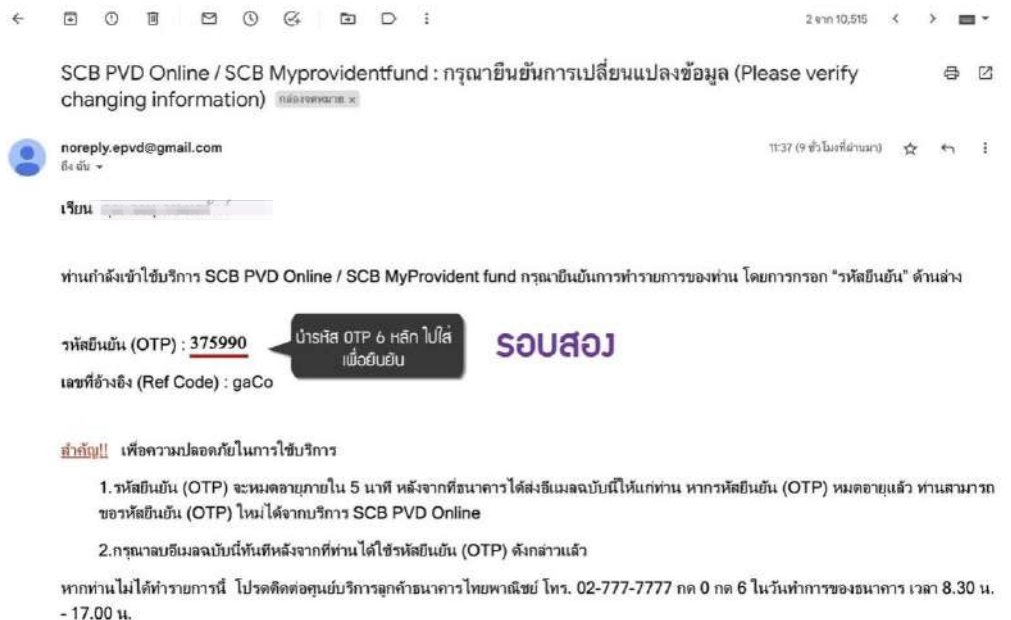 2 จาก 10,515
SCB PVD Online / SCB Myprovidentfund : กรุณายืนยันการเปลี่ยนแปลงข้อมูล (Please verify
changing information) กล่องจดหมาย x
noreply.epvd@gmail.com
11:37 (9 ชั่วโมงที่ผ่านมา)
ถึง ฉัน
เรียน
ท่านกำลังเข้าใช้บริการ SCB PVD Online / SCB MyProvident fund กรุณายืนยันการทำรายการของท่าน โดยการกรอก “รหัสยืนยัน” ด้านล่าง
รหัสยืนยัน (OTP) : 375990
นำรหัส OTP 6 หลัก ไปใส่
เพื่อยืนยัน
รอบสอง
เลขที่อ้างอิง (Ref Code) : gaCo
สำคัญ!! เพื่อความปลอดภัยในการใช้บริการ
1.รหัสยืนยัน (OTP) จะหมดอายุภายใน 5 นาที หลังจากที่ธนาคารได้ส่งอีแมลฉบับนี้ให้แก่ท่าน หากรหัสยืนยัน (OTP) หมดอายุแล้ว ท่านสามารถ
ขอรหัสยืนยัน (OTP) ใหม่ได้จากบริการ SCB PVD Online
2.กรุณาลบอีเมลฉบับนี้ทันทีหลังจากที่ท่านได้ใช้รหัสยืนยัน (OTP) ดังกล่าวแล้ว
หากท่านไม่ได้ทำรายการนี้ โปรดติดต่อศูนย์บริการลูกค้าธนาคารไทยพาณิชย์ โทร. 02-777-7777 กด 0 กด 6 ในวันทำการของธนาคาร เวลา 8.30 น.
- 17.00 น.